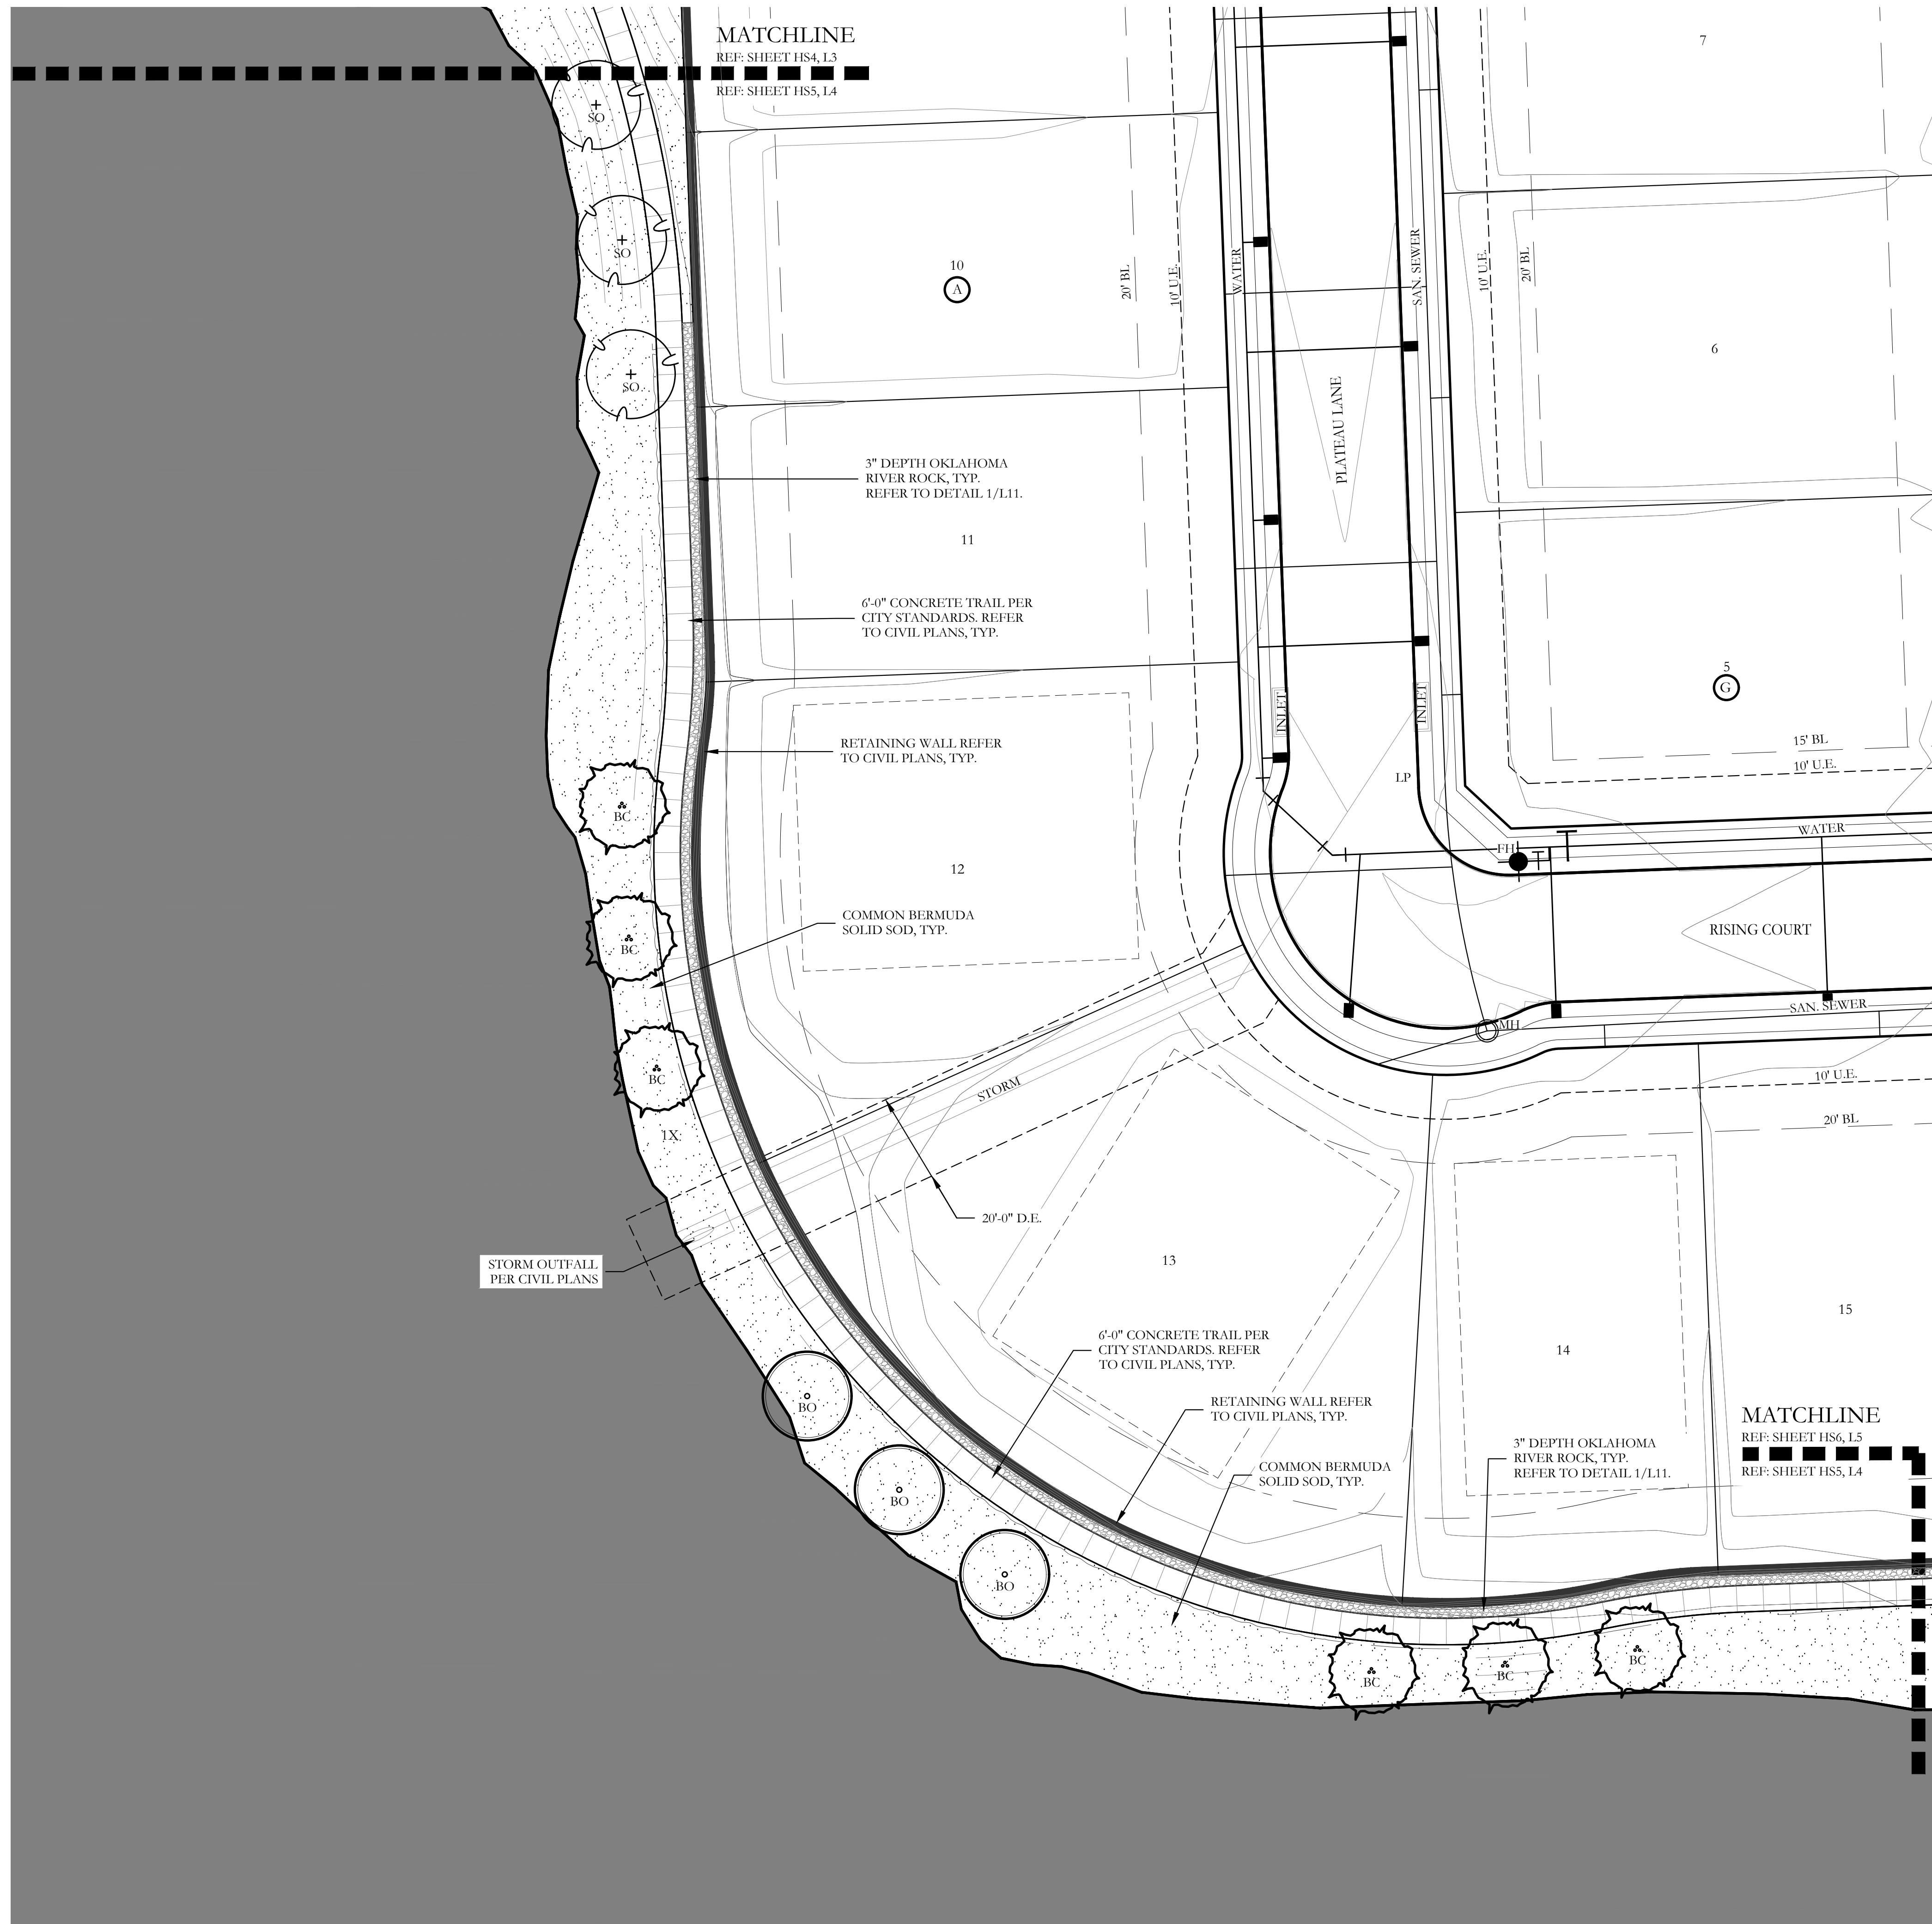 MATCHLINE
REF: SHEET HS4, L3
REF: SHEET HS5, L4
7
SO
SO
SO
10
A
20' BL
10' U.E.
WATER
SAN. SEWER
10' U.E.
20' BL
6
PLATEAU LANE
3" DEPTH OKLAHOMA
RIVER ROCK, TYP.
REFER TO DETAIL 1/L11.
11
6'-0" CONCRETE TRAIL PER
CITY STANDARDS. REFER
TO CIVIL PLANS, TYP.
5
G
INLET
INLET
RETAINING WALL REFER
TO CIVIL PLANS, TYP.
15' BL
10' U.E.
LP
BC
WATER
FH
12
COMMON BERMUDA
SOLID SOD, TYP.
RISING COURT
BC
SAN. SEWER
MH
BC
STORM
10' U.E.
20' BL
1X
20'-0" D.E.
STORM OUTFALL
PER CIVIL PLANS
13
15
6'-0" CONCRETE TRAIL PER
CITY STANDARDS. REFER
TO CIVIL PLANS, TYP.
14
BO
RETAINING WALL REFER
TO CIVIL PLANS, TYP.
MATCHLINE
REF: SHEET HS6, L5
REF: SHEET HS5, L4
3" DEPTH OKLAHOMA
RIVER ROCK, TYP.
REFER TO DETAIL 1/L11.
COMMON BERMUDA
SOLID SOD, TYP.
BO
BO
BC
BC
BC